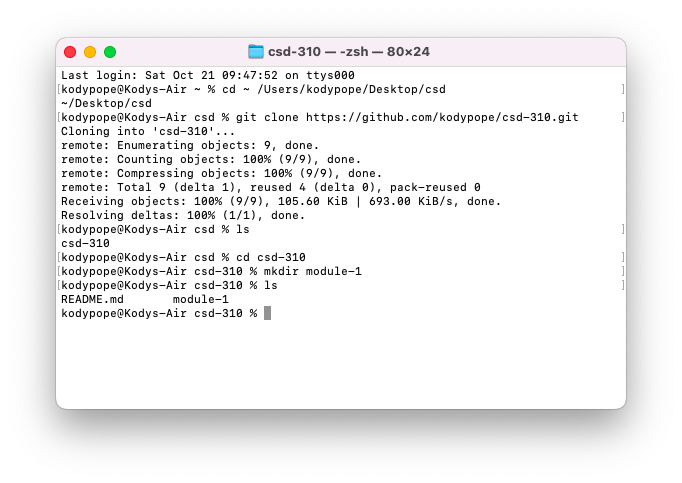 csd-310 — -zsh — 80×24
Last login: Sat Oct 21 09:47:52 on ttys000
[kodypope@Kodys-Air ~ % cd ~ /Users/kodypope/Desktop/csd ]
~/Desktop/csd
[kodypope@Kodys-Air csd % git clone https://github.com/kodypope/csd-310.git ]
Cloning into 'csd-310'...
remote: Enumerating objects: 9, done.
remote: Counting objects: 100% (9/9), done.
remote: Compressing objects: 100% (9/9), done.
remote: Total 9 (delta 1), reused 4 (delta 0), pack-reused 0
Receiving objects: 100% (9/9), 105.60 KiB | 693.00 KiB/s, done.
Resolving deltas: 100% (1/1), done.
[kodypope@Kodys-Air csd % ls ]
csd-310
[kodypope@Kodys-Air csd % cd csd-310 ]
[kodypope@Kodys-Air csd-310 % mkdir module-1 ]
[kodypope@Kodys-Air csd-310 % ls ]
README.md module-1
kodypope@Kodys-Air csd-310 %